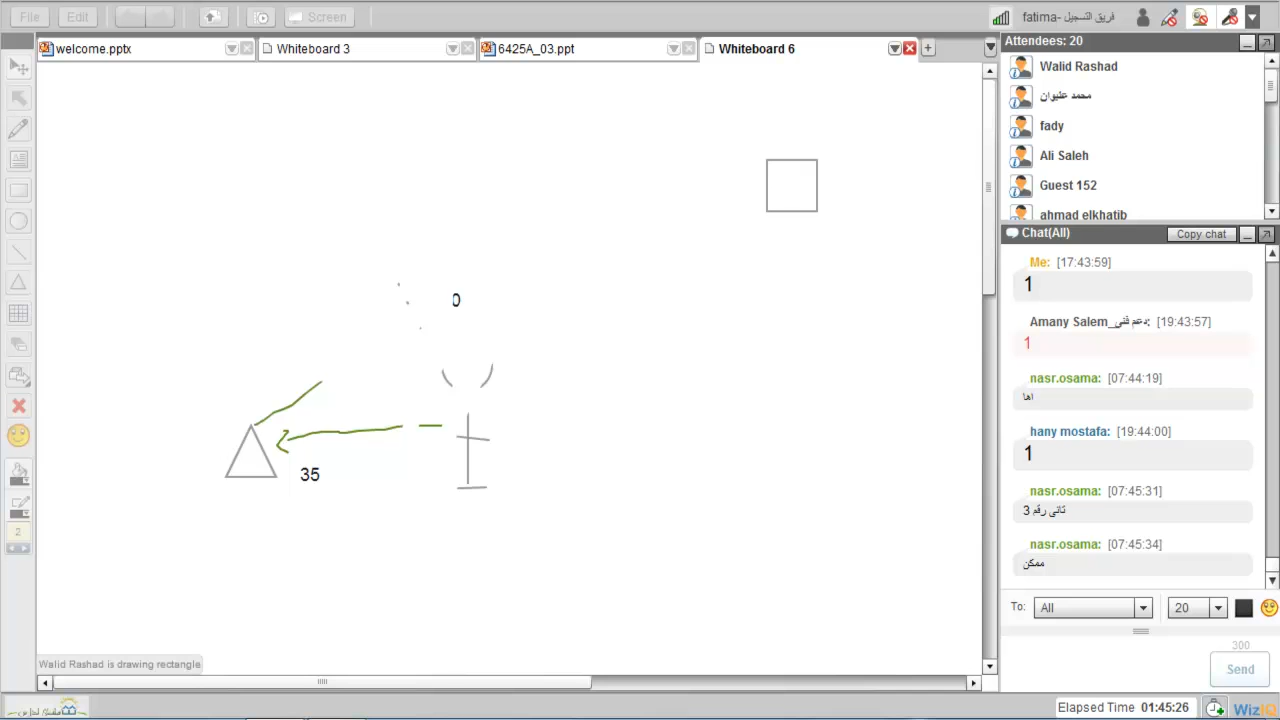 File Edit Screen
fatima- فريق التسجيل
welcome.pptx Whiteboard 3 6425A_03.ppt Whiteboard 6
Attendees: 20
Walid Rashad
محمد عليوان
fady
Ali Saleh
Guest 152
ahmad elkhatib
Chat(All) Copy chat
Me: [17:43:59]
1
Amany Salem_دعم فنى: [19:43:57]
1
nasr.osama: [07:44:19]
اها
hany mostafa: [19:44:00]
1
nasr.osama: [07:45:31]
تانى رقم 3
nasr.osama: [07:45:34]
ممكن
0
35
2
To: All 20
300
Send
Walid Rashad is drawing rectangle
Elapsed Time 01:45:26
WizIQ